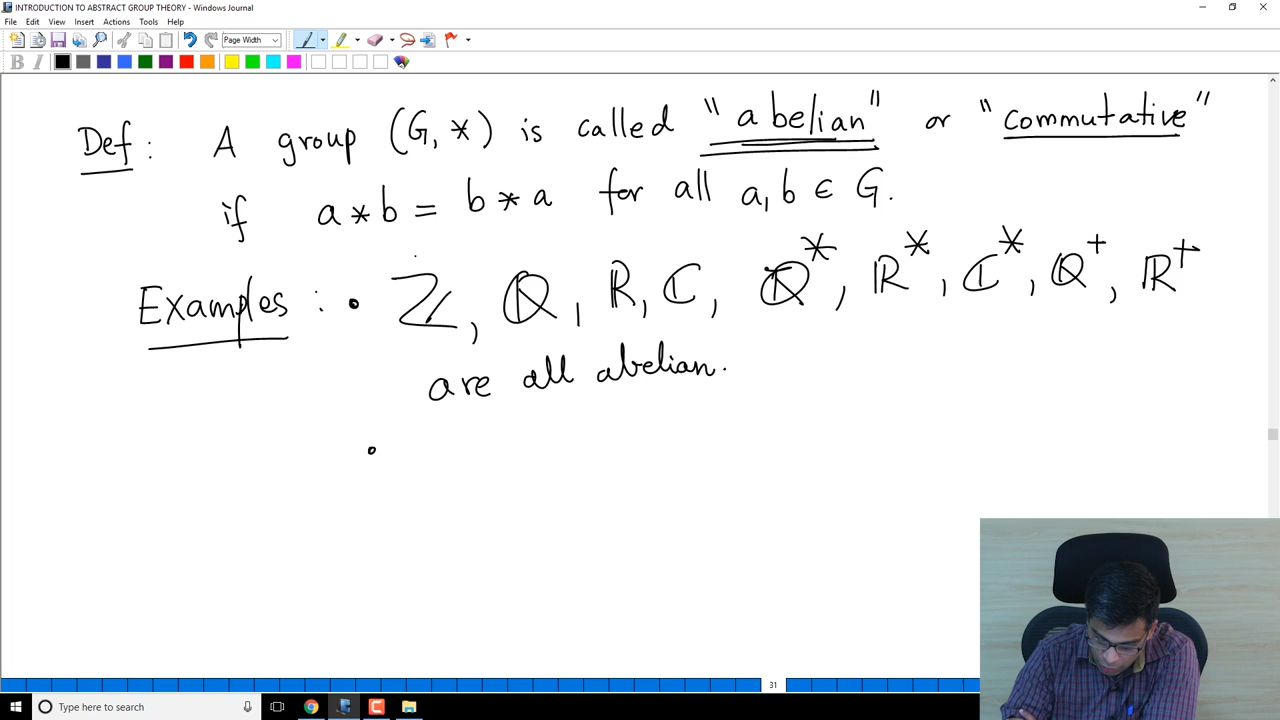 INTRODUCTION TO ABSTRACT GROUP THEORY - Windows Journal
File Edit View Insert Actions Tools Help
Page Width
B I
Def : A group (G, *) is called "abelian" or "commutative"
if a * b = b * a for all a, b ∈ G.
Examples : • ℤ, ℚ, ℝ, ℂ, ℚ*, ℝ*, ℂ*, ℚ⁺, ℝ⁺
are all abelian.
•
31
Type here to search